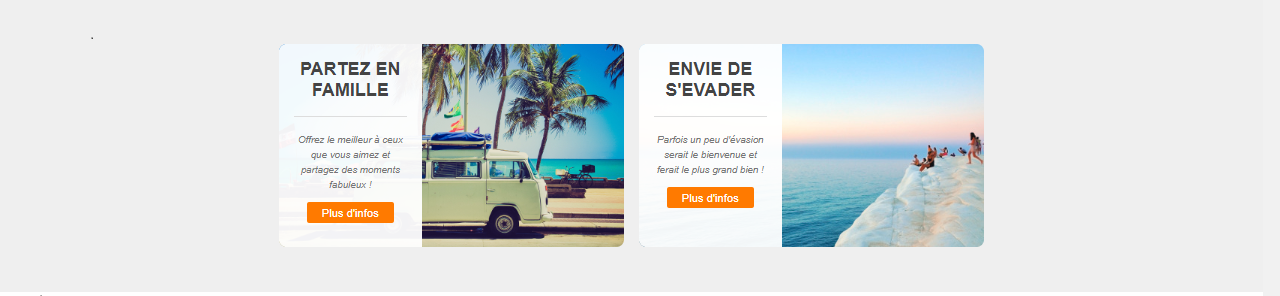 PARTEZ EN
FAMILLE
Offrez le meilleur à ceux
que vous aimez et
partagez des moments
fabuleux !
Plus d'infos
ENVIE DE
S'EVADER
Parfois un peu d'évasion
serait le bienvenue et
ferait le plus grand bien !
Plus d'infos